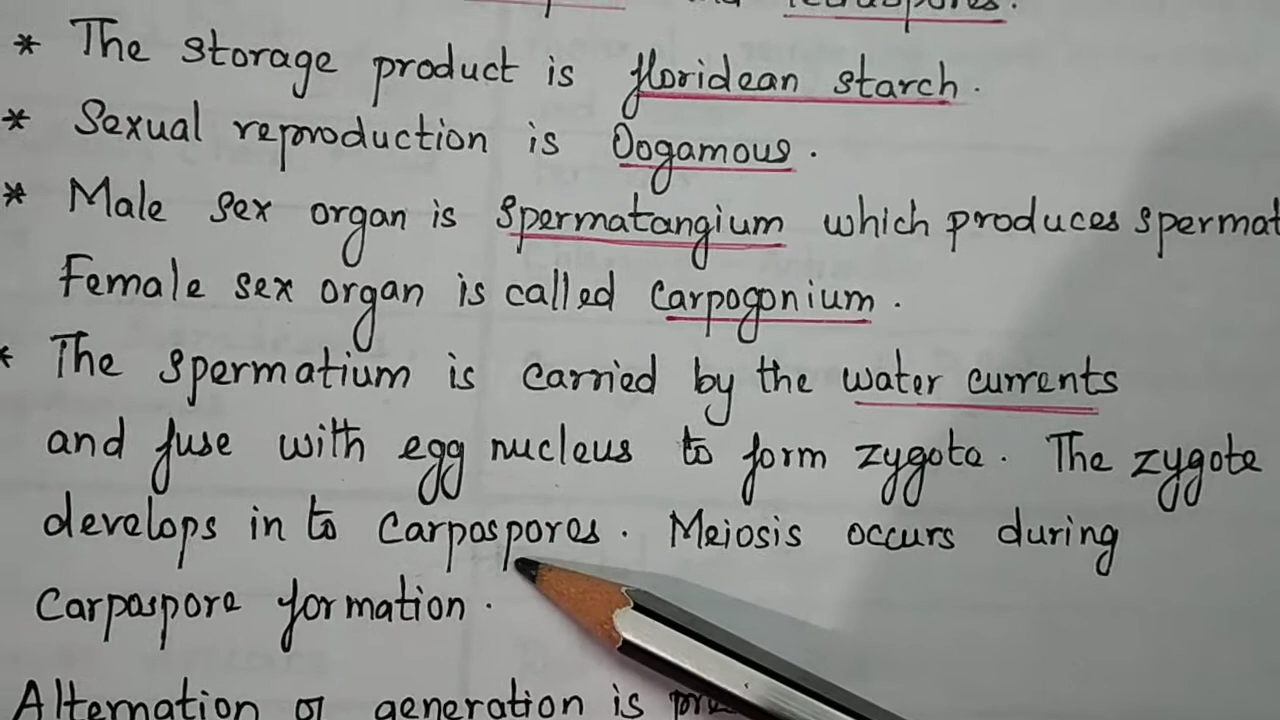 * The storage product is floridean starch.
* Sexual reproduction is Oogamous.
* Male sex organ is Spermatangium which produces spermat
Female sex organ is called Carpogonium.
* The spermatium is carried by the water currents
and fuse with egg nucleus to form zygote. The zygote
develops in to Carpospores. Meiosis occurs during
Carpospore formation.
Alternation of generation is